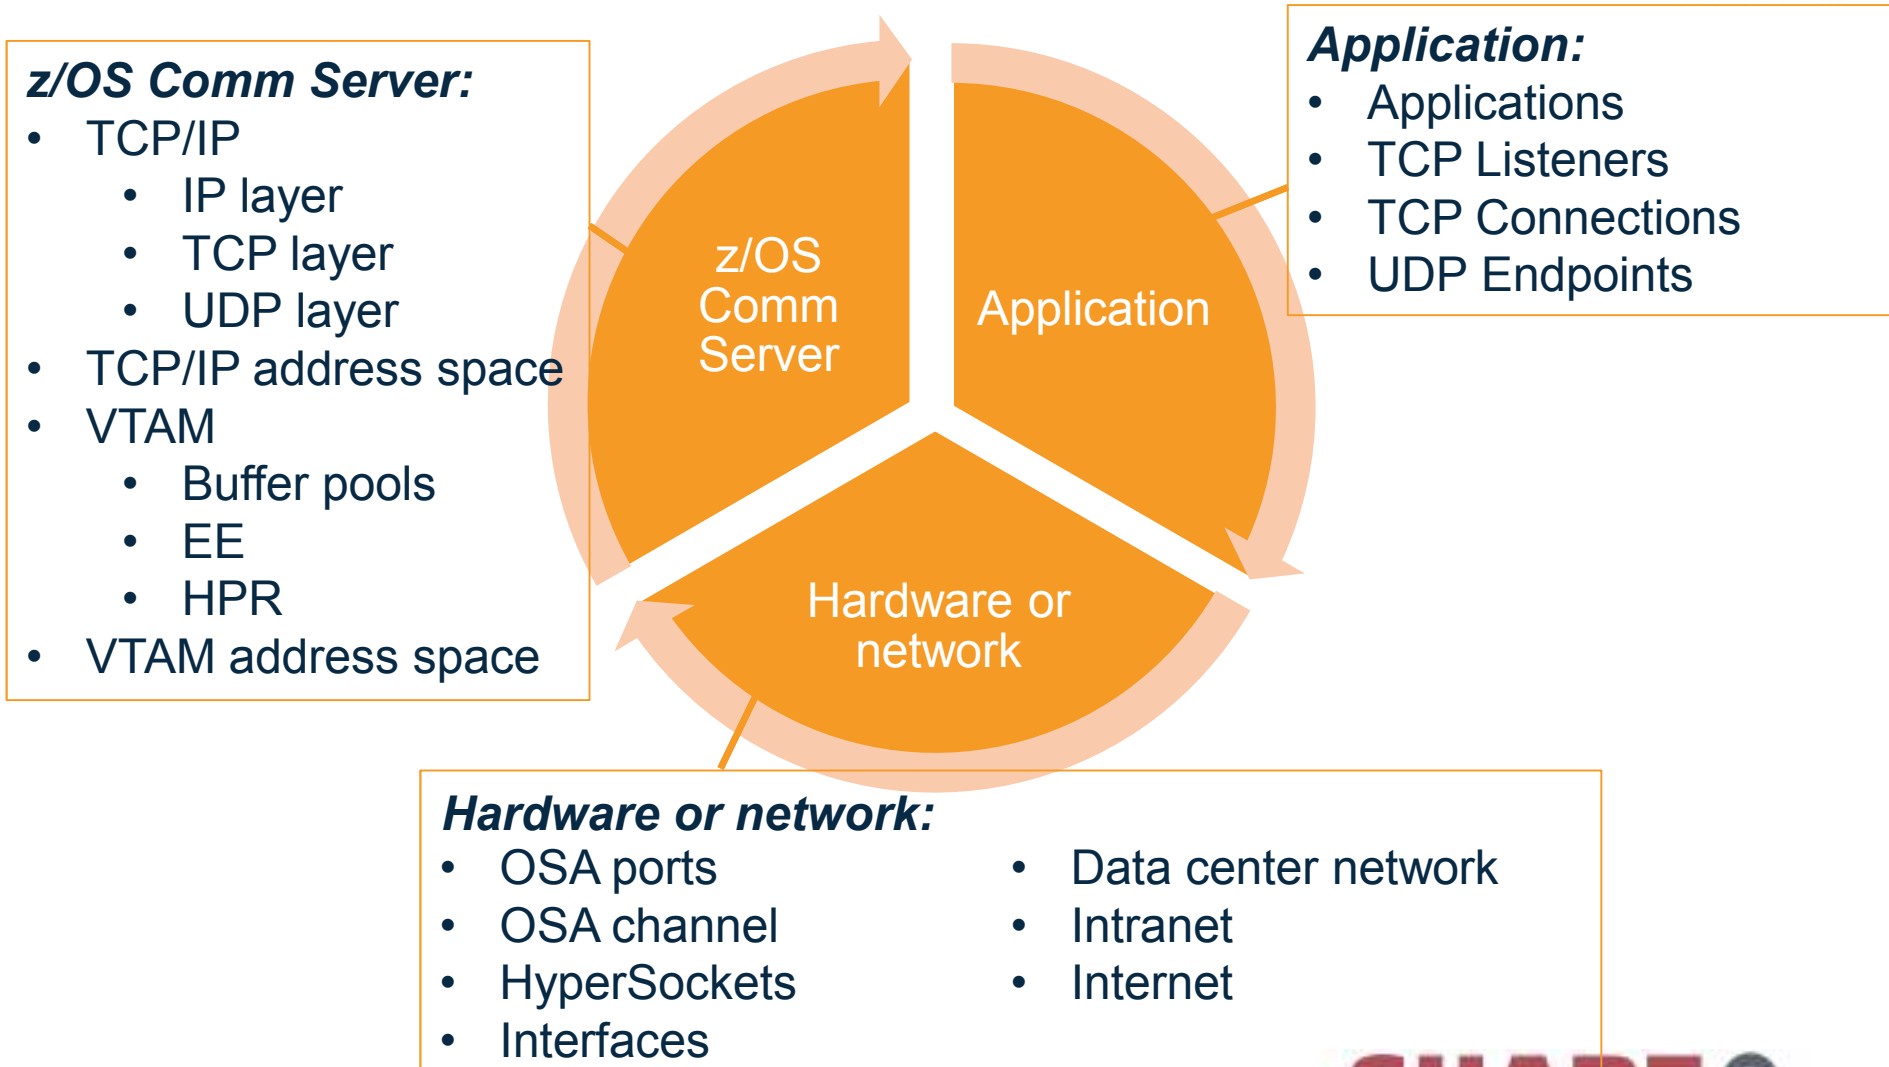 z/OS Comm Server:
• TCP/IP
• IP layer
• TCP layer
• UDP layer
• TCP/IP address space
• VTAM
• Buffer pools
• EE
• HPR
• VTAM address space
z/OS
Comm
Server
Application
Hardware or
network
Application:
• Applications
• TCP Listeners
• TCP Connections
• UDP Endpoints
Hardware or network:
• OSA ports
• OSA channel
• HyperSockets
• Interfaces
• Data center network
• Intranet
• Internet